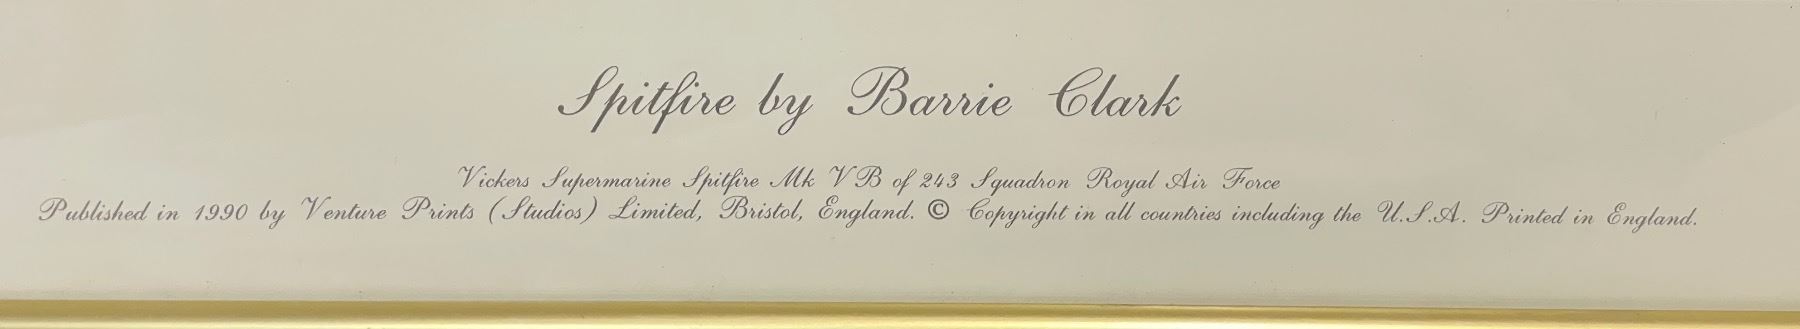 Spitfire by Barrie Clark
Vickers Supermarine Spitfire Mk VB of 243 Squadron Royal Air Force
Published in 1990 by Venture Prints (Studios) Limited, Bristol, England. © Copyright in all countries including the U.S.A. Printed in England.